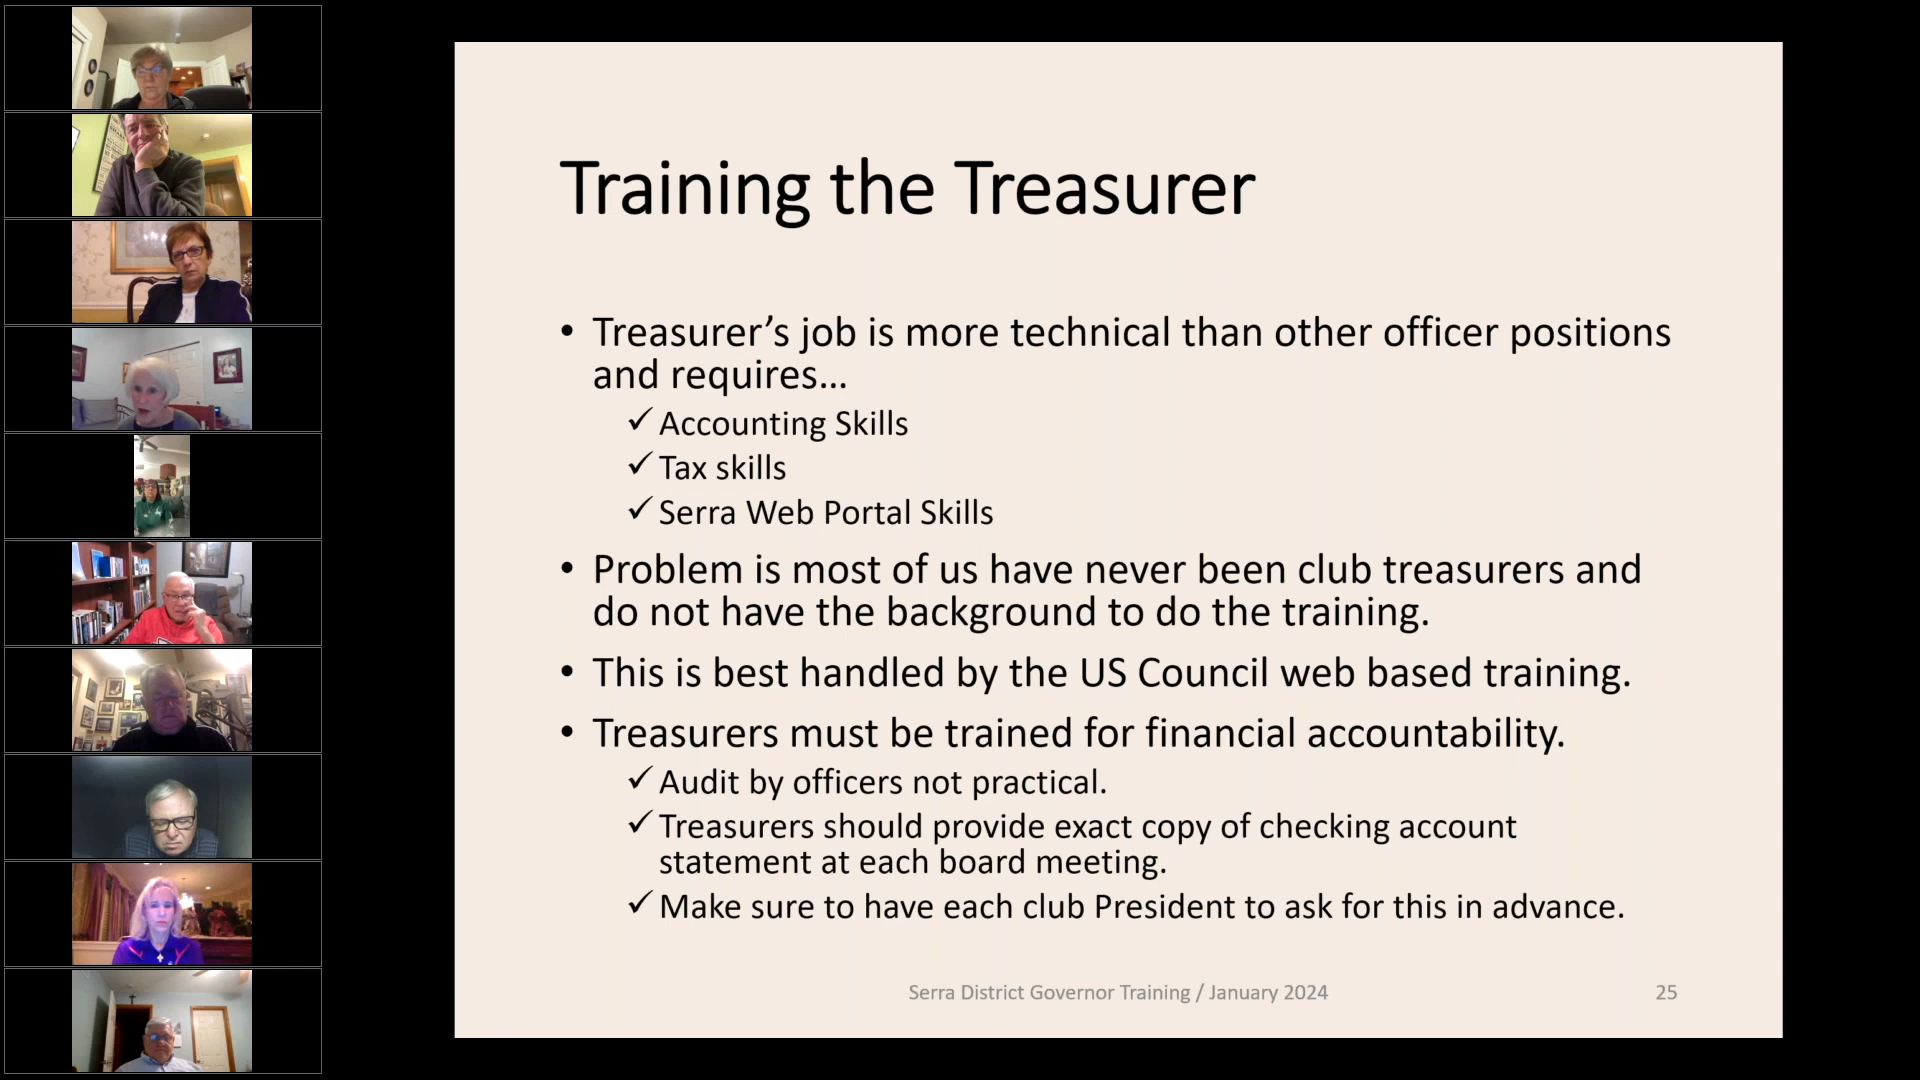 Training the Treasurer
• Treasurer’s job is more technical than other officer positions
and requires…
✓ Accounting Skills
✓ Tax skills
✓ Serra Web Portal Skills
• Problem is most of us have never been club treasurers and
do not have the background to do the training.
• This is best handled by the US Council web based training.
• Treasurers must be trained for financial accountability.
✓ Audit by officers not practical.
✓ Treasurers should provide exact copy of checking account
statement at each board meeting.
✓ Make sure to have each club President to ask for this in advance.
Serra District Governor Training / January 2024
25